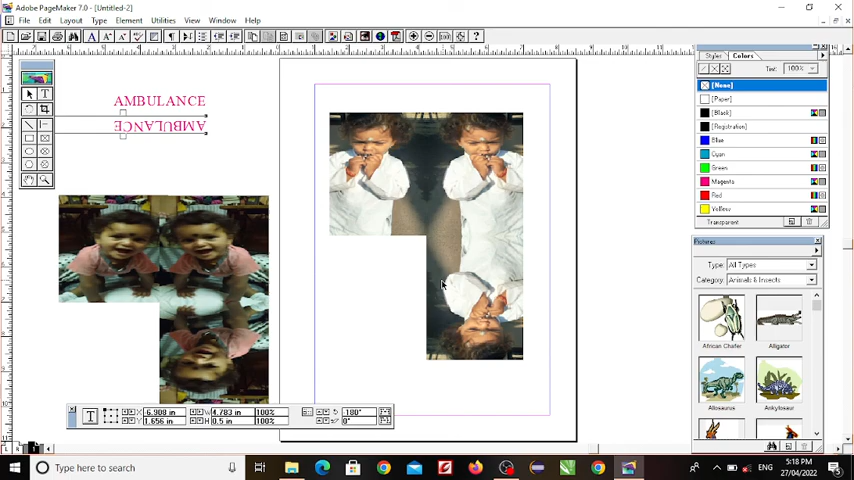 Adobe PageMaker 7.0 - [Untitled-2]
File Edit Layout Type Element Utilities View Window Help
AMBULANCE
AMBULANCE
Styles Colors
Text: 100%
[None]
[Paper]
[Black]
[Registration]
Blue
Cyan
Green
Magenta
Red
Yellow
Transparent
Pictures
Type: All Types
Category: Animals & Insects
African Chafer Alligator
Allosaurus Ankylosaur
T X -6.908 in W 4.783 in 100% -180°
Y 1.656 in H 0.5 in 100% 0°
L R 1
Type here to search
ENG
5:18 PM
27/04/2022